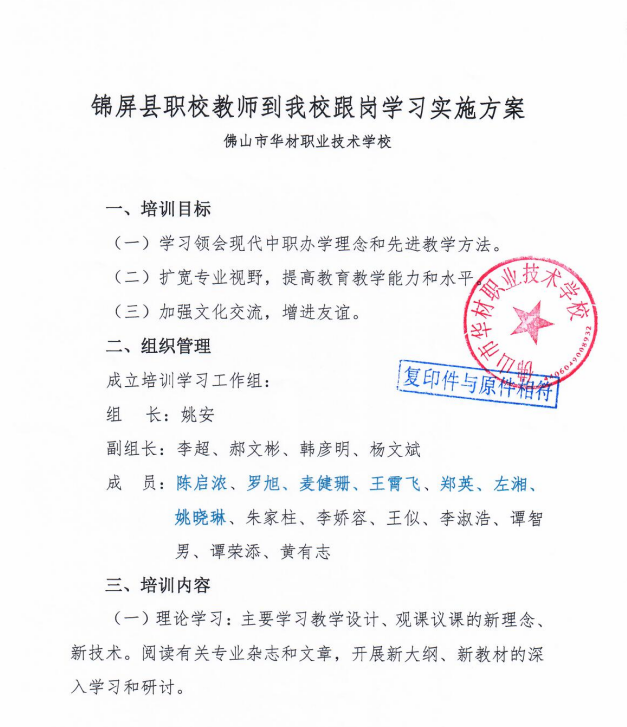 锦屏县职校教师到我校跟岗学习实施方案
佛山市华材职业技术学校
一、培训目标
（一）学习领会现代中职办学理念和先进教学方法。
（二）扩宽专业视野，提高教育教学能力和水平。
（三）加强文化交流，增进友谊。
佛山市华材职业技术学校
二、组织管理
复印件与原件相符
成立培训学习工作组：
组　长：姚安
副组长：李超、郝文彬、韩彦明、杨文斌
成　员：陈启浓、罗旭、麦健珊、王霄飞、郑英、左湘、
姚晓琳、朱家柱、李娇容、王似、李淑浩、谭智
男、谭荣添、黄有志
三、培训内容
（一）理论学习：主要学习教学设计、观课议课的新理念、
新技术。阅读有关专业杂志和文章，开展新大纲、新教材的深
入学习和研讨。